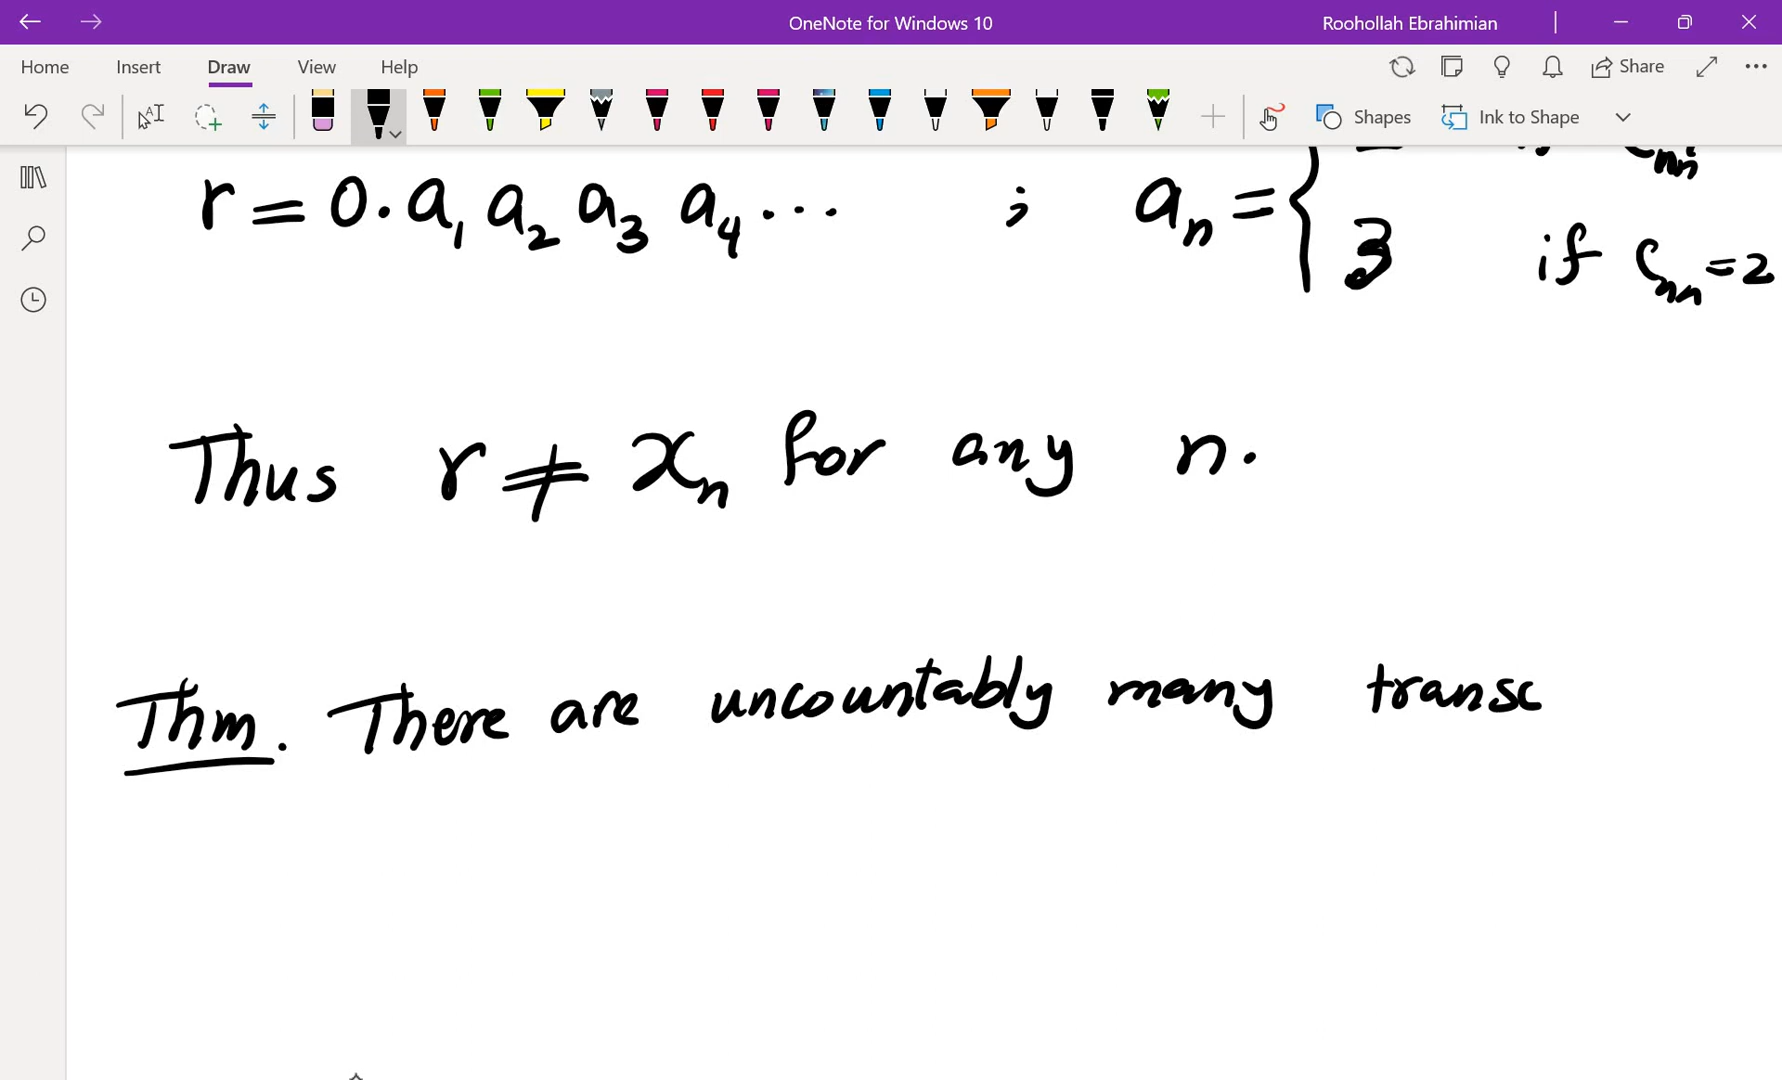 OneNote for Windows 10
Roohollah Ebrahimian
Home Insert Draw View Help Share
Shapes Ink to Shape
r = 0.a₁ a₂ a₃ a₄ ... ; aₙ = {
3 if Cₙₙ = 2
Thus r ≠ xₙ for any n.
Thm. There are uncountably many transc